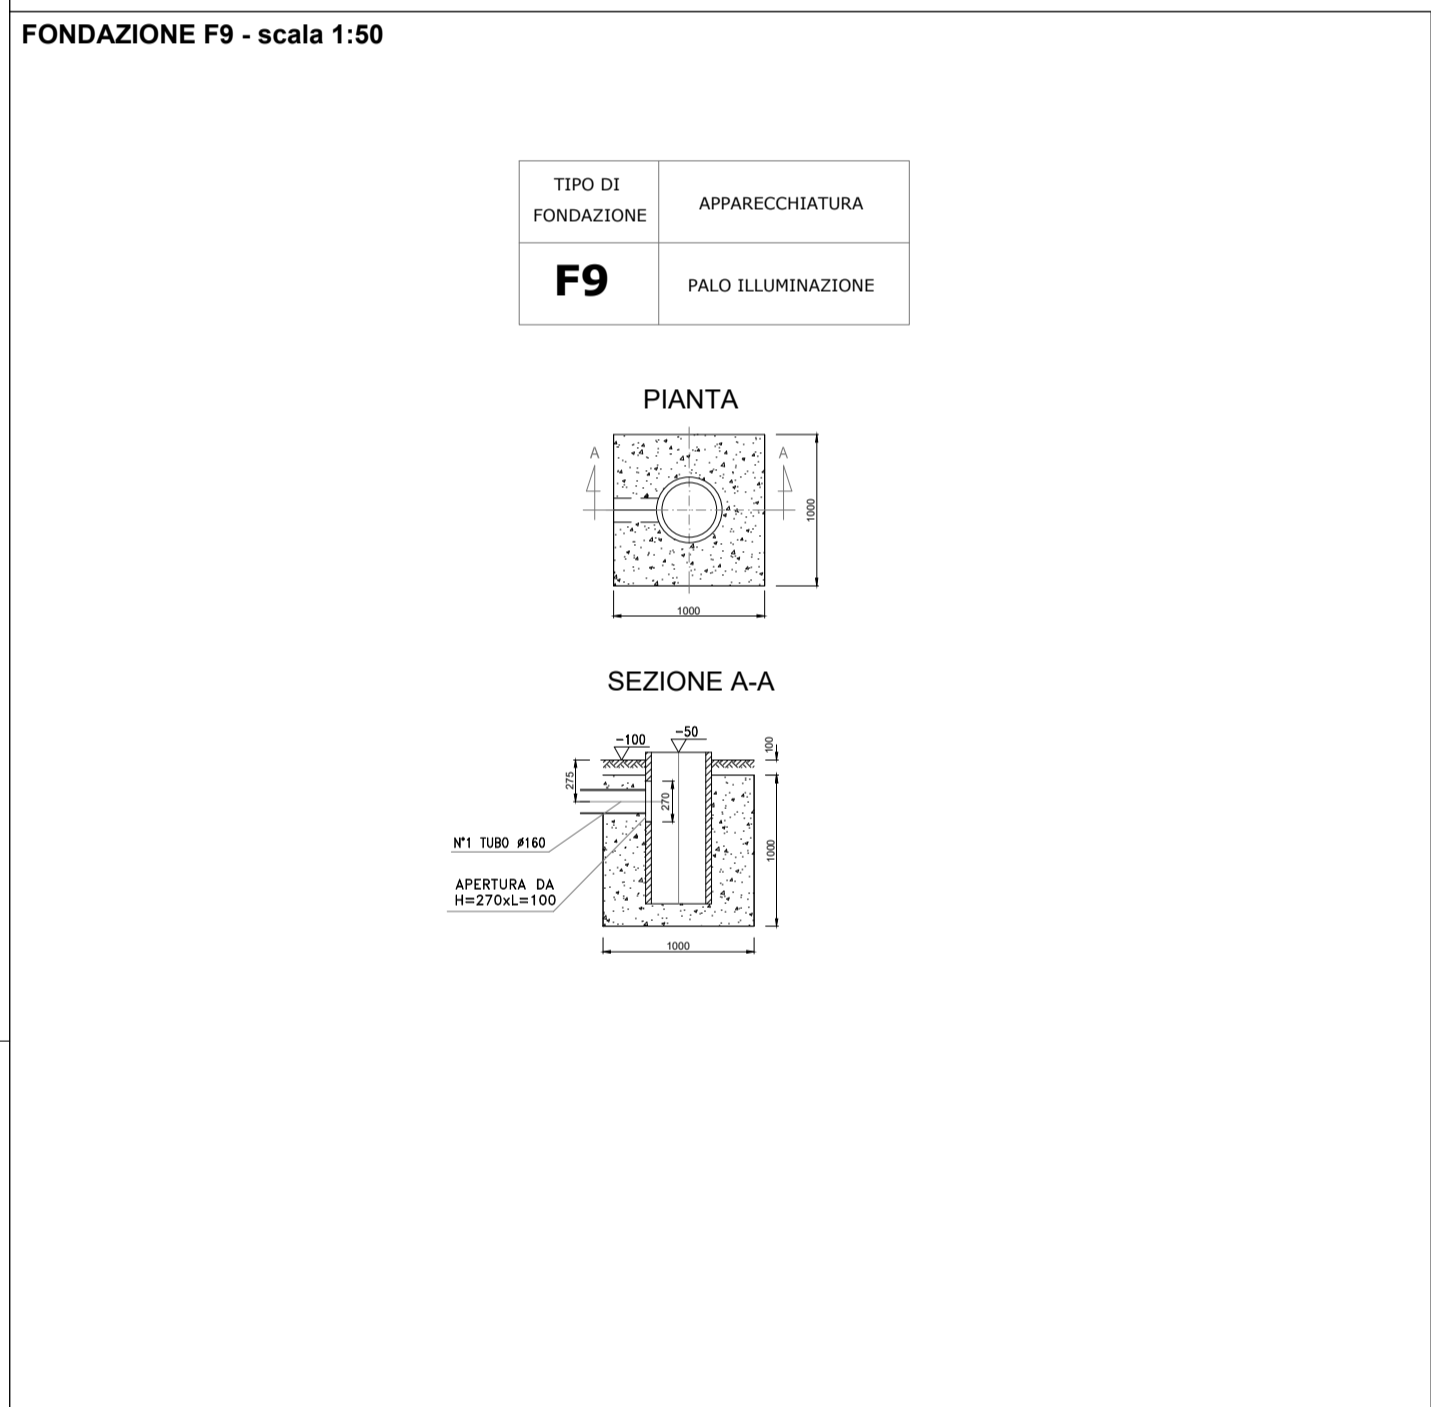 FONDAZIONE F9 - scala 1:50
TIPO DI
FONDAZIONE
APPARECCHIATURA
F9
PALO ILLUMINAZIONE
PIANTA
A
A
1000
1000
SEZIONE A-A
-100
-50
100
275
270
N°1 TUBO ø160
1000
APERTURA DA
H=270xL=100
1000